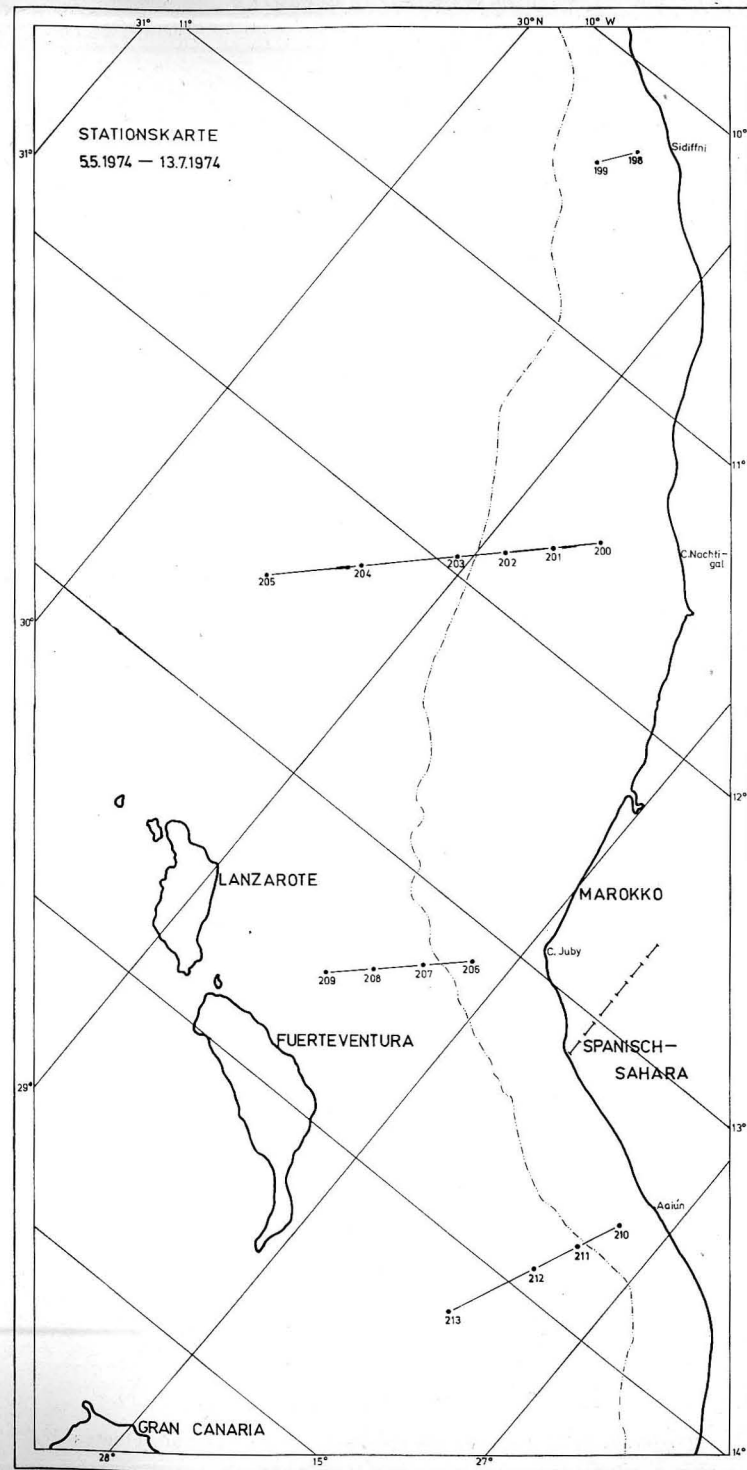 31° 11° 30°N 10°W
STATIONSKARTE
5.5.1974 — 13.7.1974
31°
10°
Sidiffni
199 198
11°
C.Nachti-
gal
205 204 203 202 201 200
30°
12°
LANZAROTE
MAROKKO
C. Juby
209 208 207 206
FUERTEVENTURA
SPANISCH-
SAHARA
29°
13°
Aaiún
210
211
212
213
GRAN CANARIA
28° 15° 27° 14°